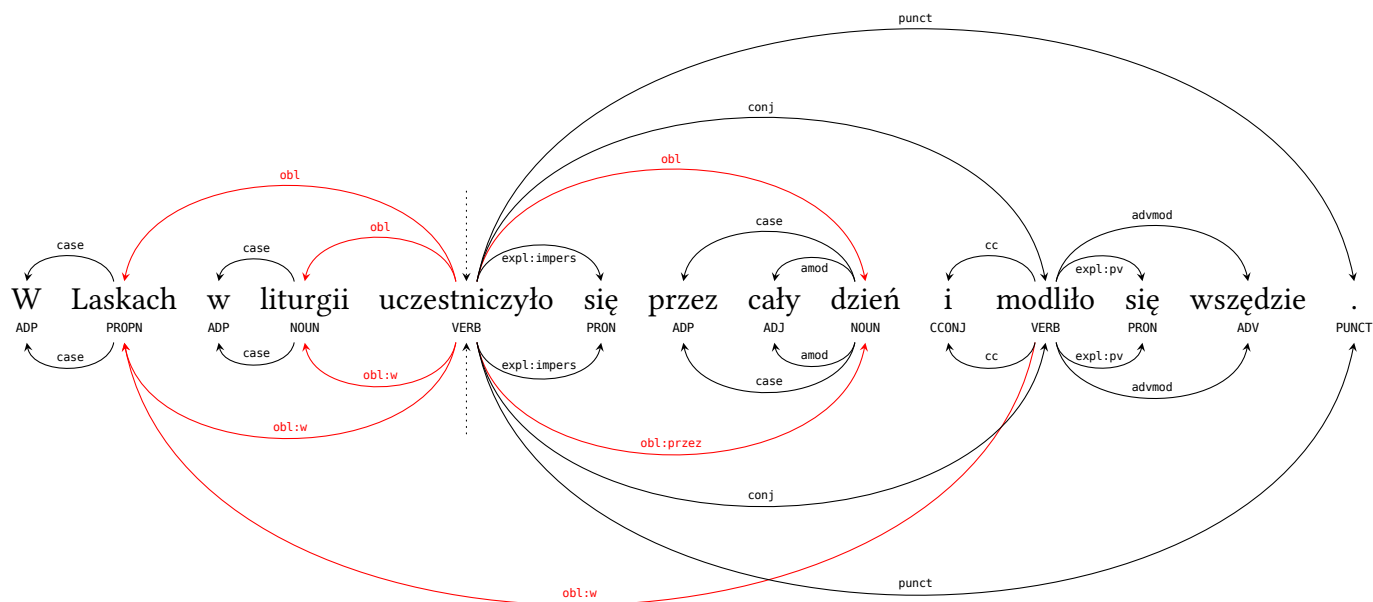 punct
conj
obl
obl
obl
case
case
expl:impers
case
amod
cc
advmod
expl:pv
W Laskach w liturgii uczestniczyło się przez cały dzień i modliło się wszędzie .
ADP PROPN ADP NOUN VERB PRON ADP ADJ NOUN CCONJ VERB PRON ADV PUNCT
case
case
obl:w
expl:impers
amod
case
cc
expl:pv
advmod
obl:w
obl:przez
conj
punct
obl:w